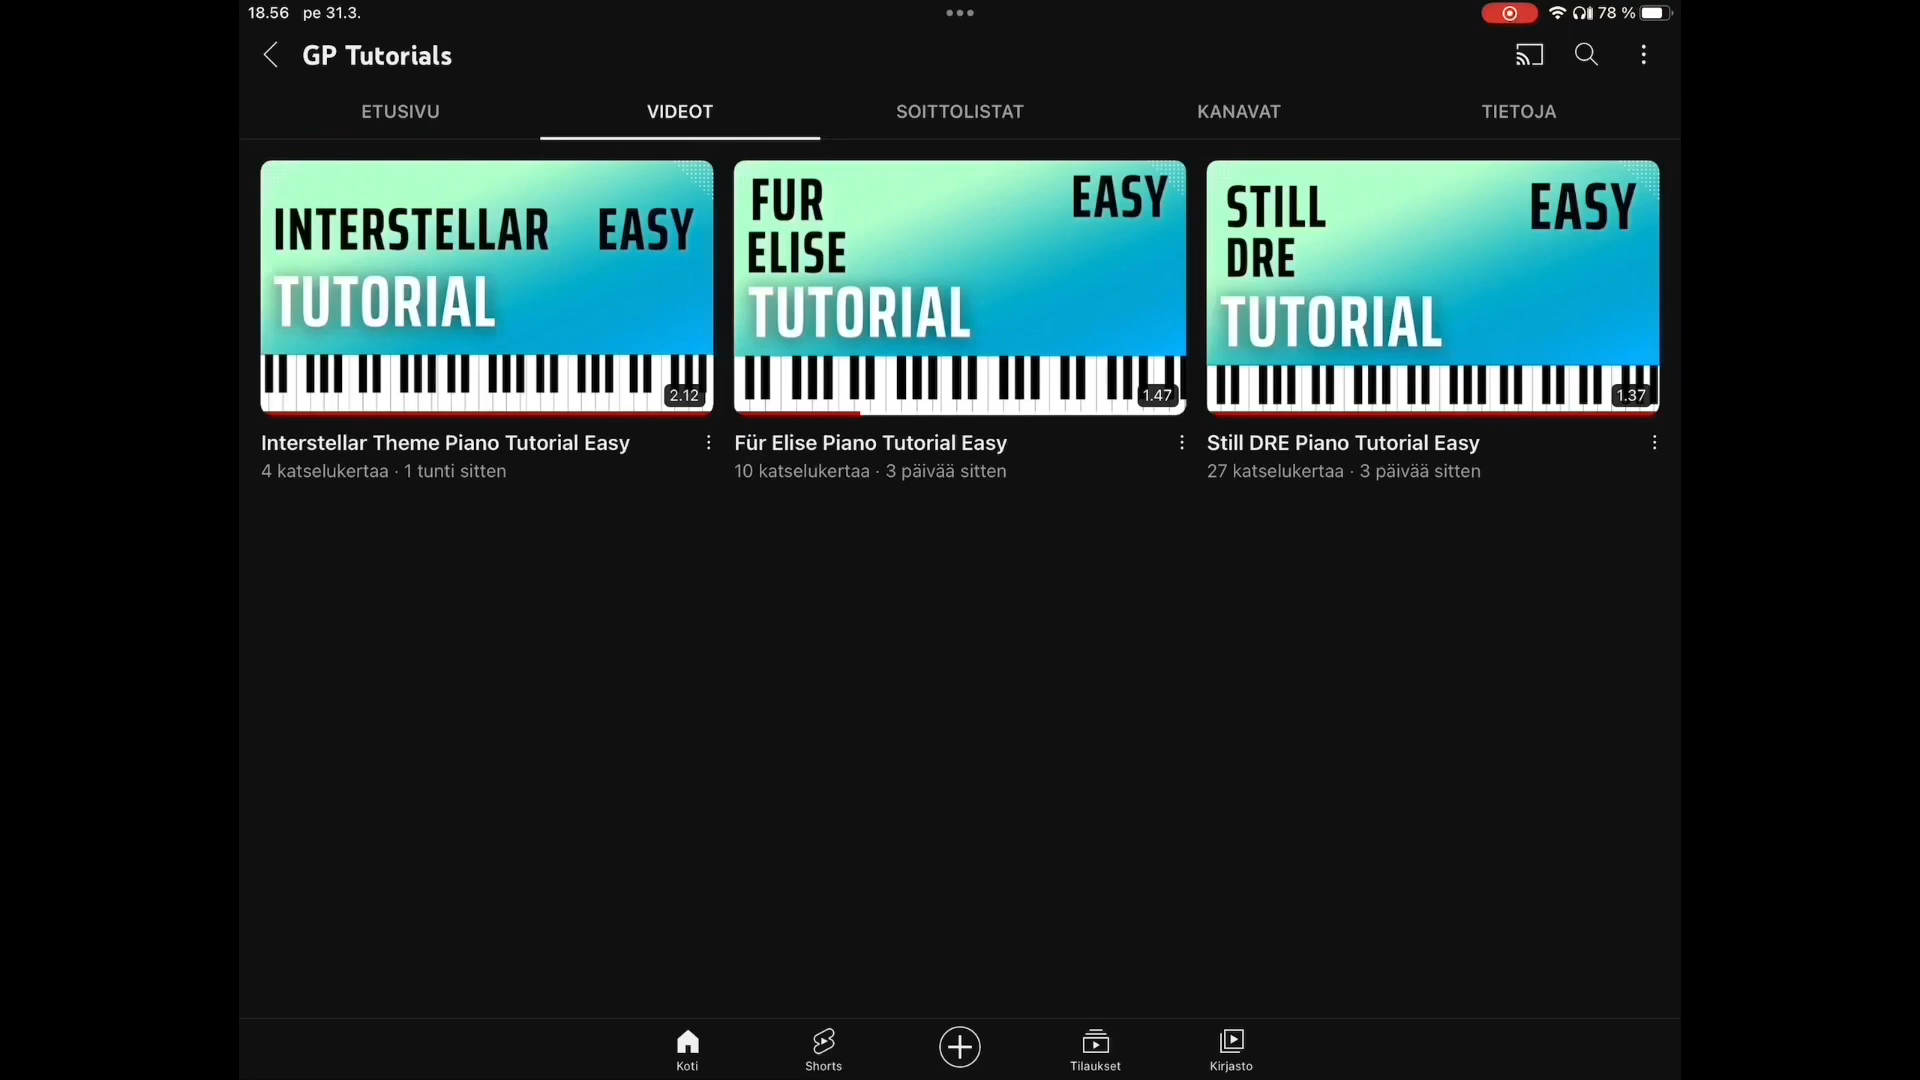 18.56 pe 31.3.
78 %
GP Tutorials
ETUSIVU
VIDEOT
SOITTOLISTAT
KANAVAT
TIETOJA
INTERSTELLAR EASY
TUTORIAL
2.12
Interstellar Theme Piano Tutorial Easy
4 katselukertaa · 1 tunti sitten
FUR
ELISE
EASY
TUTORIAL
1.47
Für Elise Piano Tutorial Easy
10 katselukertaa · 3 päivää sitten
STILL
DRE
EASY
TUTORIAL
1.37
Still DRE Piano Tutorial Easy
27 katselukertaa · 3 päivää sitten
Koti
Shorts
Tilaukset
Kirjasto